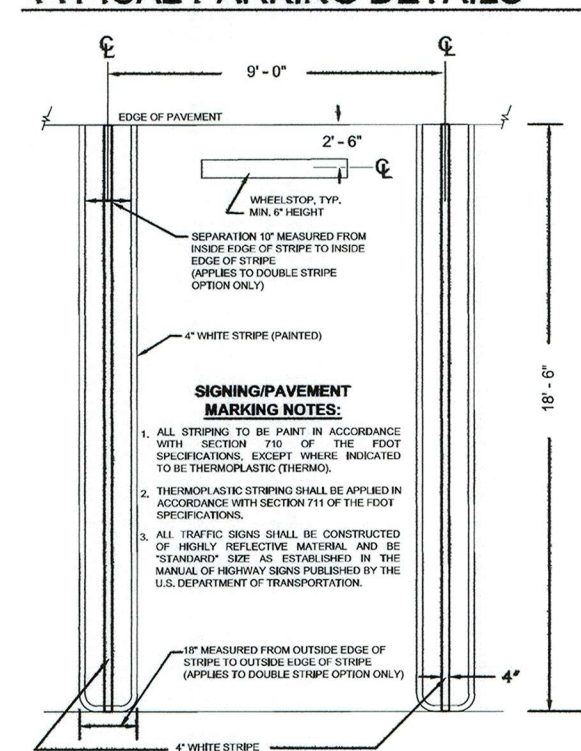 TYPICAL PARKING DETAILS
℄ ℄
9' - 0"
EDGE OF PAVEMENT
2' - 6"
℄
WHEELSTOP, TYP.
MIN. 6" HEIGHT
SEPARATION 10" MEASURED FROM
INSIDE EDGE OF STRIPE TO INSIDE
EDGE OF STRIPE
(APPLIES TO DOUBLE STRIPE
OPTION ONLY)
4" WHITE STRIPE (PAINTED)
18' - 6"
SIGNING/PAVEMENT
MARKING NOTES:
1. ALL STRIPING TO BE PAINT IN ACCORDANCE
WITH SECTION 710 OF THE FDOT
SPECIFICATIONS, EXCEPT WHERE INDICATED
TO BE THERMOPLASTIC (THERMO).
2. THERMOPLASTIC STRIPING SHALL BE APPLIED IN
ACCORDANCE WITH SECTION 711 OF THE FDOT
SPECIFICATIONS.
3. ALL TRAFFIC SIGNS SHALL BE CONSTRUCTED
OF HIGHLY REFLECTIVE MATERIAL AND BE
"STANDARD" SIZE AS ESTABLISHED IN THE
MANUAL OF HIGHWAY SIGNS PUBLISHED BY THE
U.S. DEPARTMENT OF TRANSPORTATION.
18" MEASURED FROM OUTSIDE EDGE OF
STRIPE TO OUTSIDE EDGE OF STRIPE
(APPLIES TO DOUBLE STRIPE OPTION ONLY)
4"
4" WHITE STRIPE